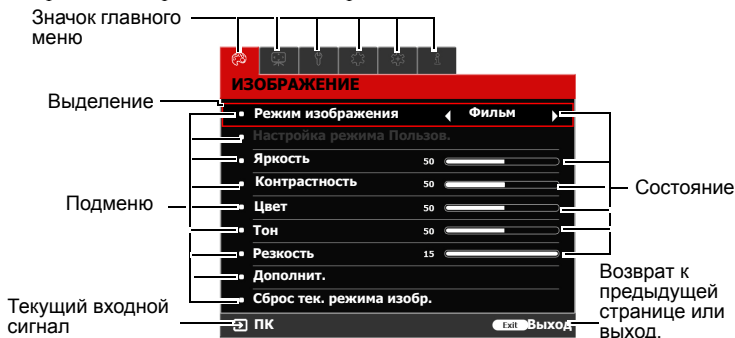 Значок главного
меню
ИЗОБРАЖЕНИЕ
Выделение
Режим изображения Фильм
Настройка режима Пользов.
Яркость 50
Контрастность 50
Состояние
Подменю
Цвет 50
Тон 50
Резкость 15
Дополнит.
Сброс тек. режима изобр.
Возврат к
предыдущей
странице или
выход.
Текущий входной
сигнал
ПК
Exit Выход